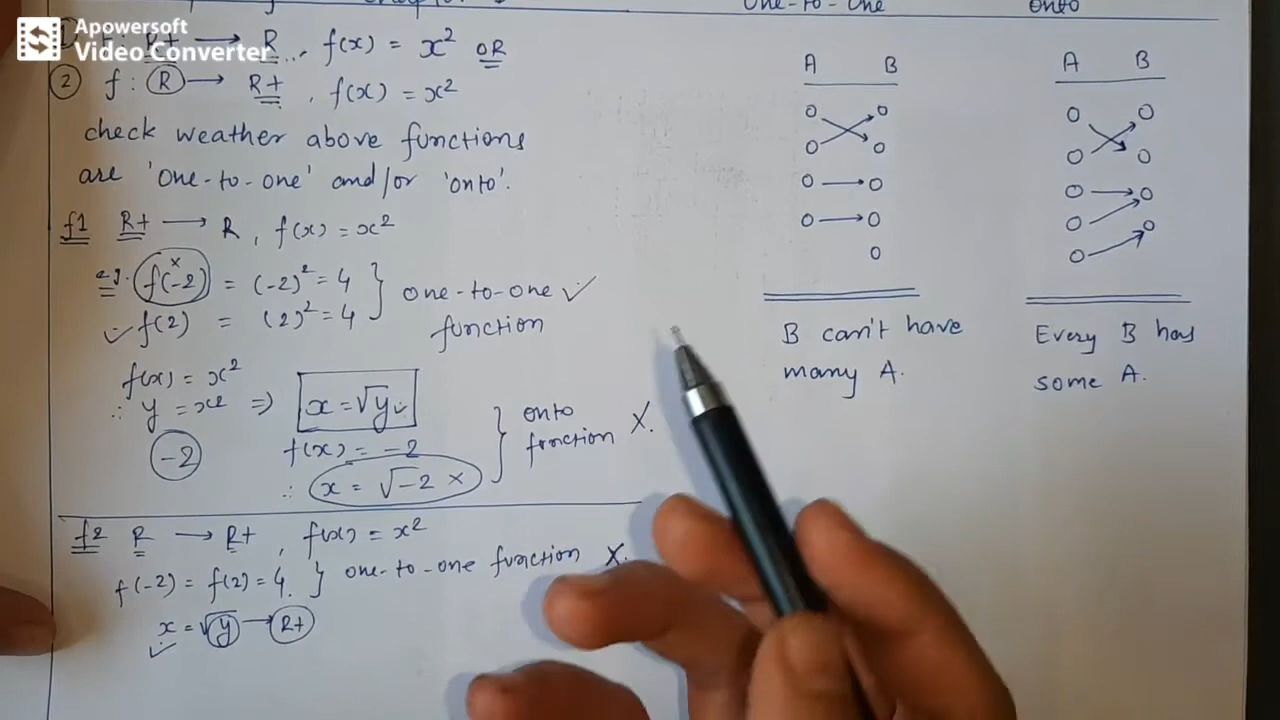 Apowersoft
Video Converter
R+ → R , f(x) = x² OR
② f : R → R+ , f(x) = x²
check weather above functions
are 'one-to-one' and/or 'onto'.
f1 R+ → R , f(x) = x²
e.g. f(-2) = (-2)² = 4
✓ f(2) = (2)² = 4
} one-to-one ✓
function
f(x) = x²
∴ y = x² ⇒ x = √y ✓
-2 f(x) = -2
∴ x = √-2 ×
} onto
fronction X.
f2 R → R+ , f(x) = x²
f(-2) = f(2) = 4. } one-to-one function X.
x = √y → R+
✓
One-to-One
A B
B can't have
many A.
Onto
A B
Every B has
some A.